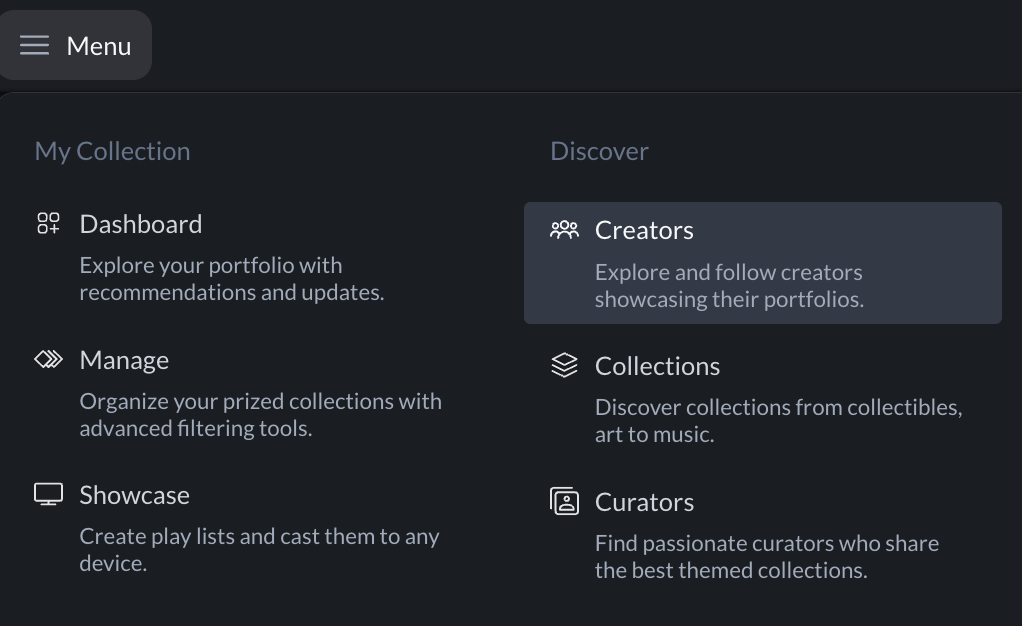 Menu
My Collection
Dashboard
Explore your portfolio with
recommendations and updates.
Manage
Organize your prized collections with
advanced filtering tools.
Showcase
Create play lists and cast them to any
device.
Discover
Creators
Explore and follow creators
showcasing their portfolios.
Collections
Discover collections from collectibles,
art to music.
Curators
Find passionate curators who share
the best themed collections.